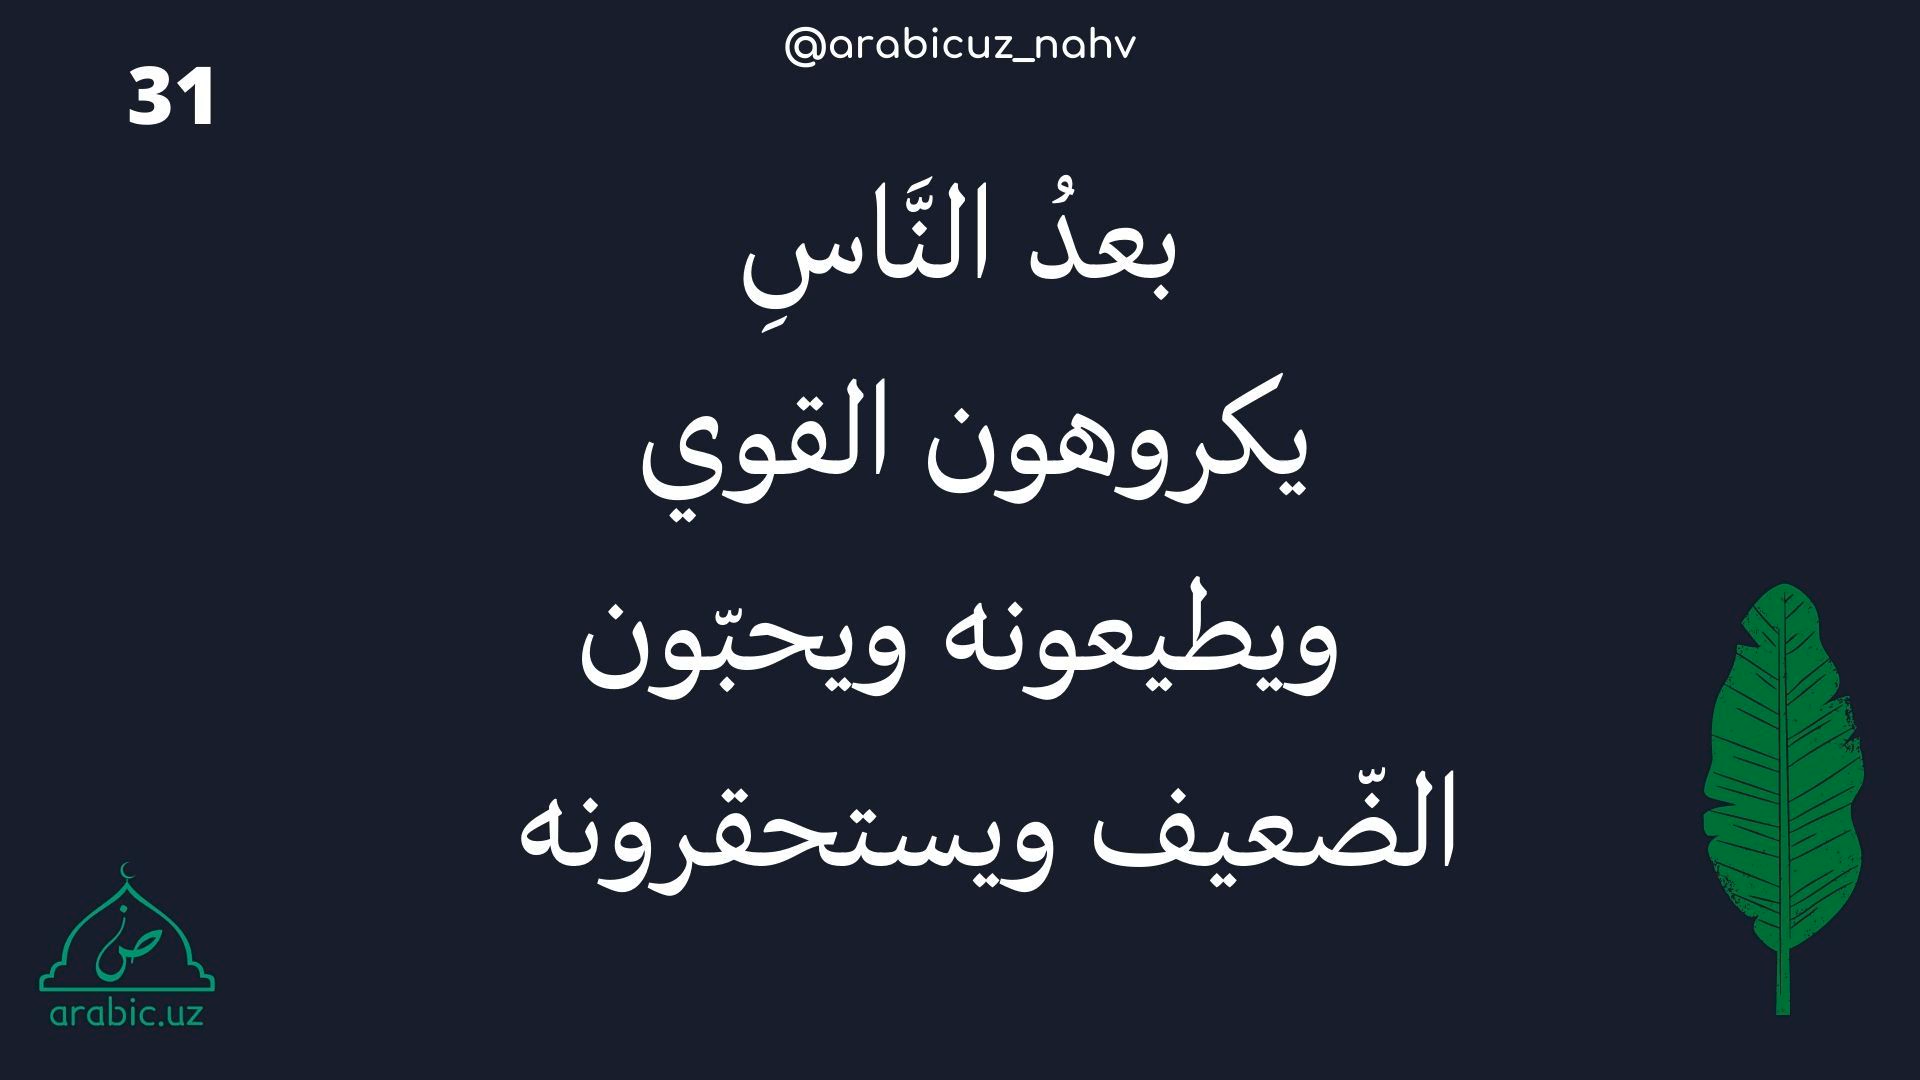 @arabicuz_nahv
31
بعدُ النَّاسِ
يكروهون القوي
ويطيعونه ويحبّون
الضّعيف ويستحقرونه
ض
arabic.uz